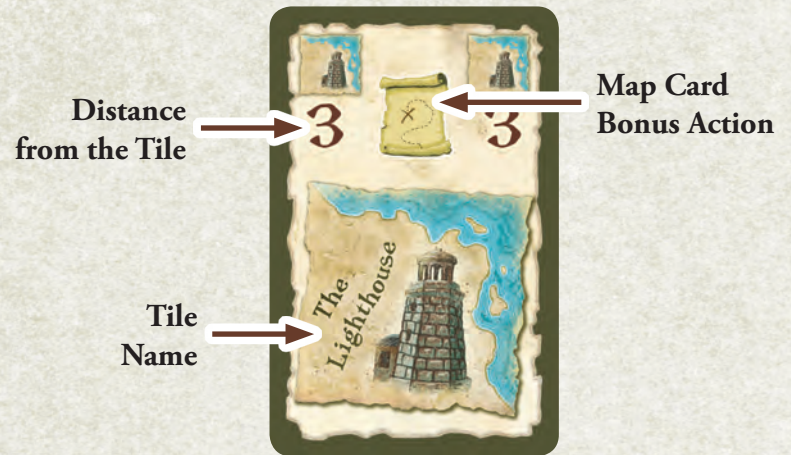 Distance
from the Tile
3
3
Map Card
Bonus Action
The
Lighthouse
Tile
Name